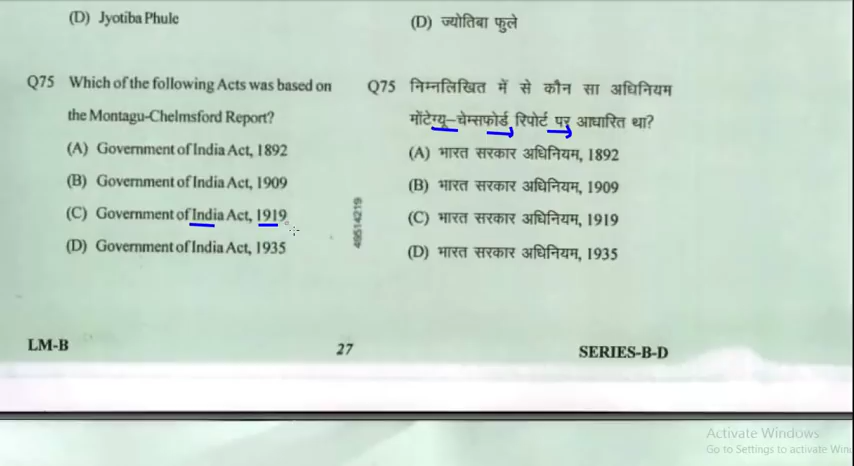 (D) Jyotiba Phule
(D) ज्योतिबा फुले
Q75 Which of the following Acts was based on
the Montagu-Chelmsford Report?
(A) Government of India Act, 1892
(B) Government of India Act, 1909
(C) Government of India Act, 1919
(D) Government of India Act, 1935
Q75 निम्नलिखित में से कौन सा अधिनियम
मोंटेग्यू-चेम्सफोर्ड रिपोर्ट पर आधारित था?
(A) भारत सरकार अधिनियम, 1892
(B) भारत सरकार अधिनियम, 1909
(C) भारत सरकार अधिनियम, 1919
(D) भारत सरकार अधिनियम, 1935
49514219
LM-B
27
SERIES-B-D
Activate Windows
Go to Settings to activate Win